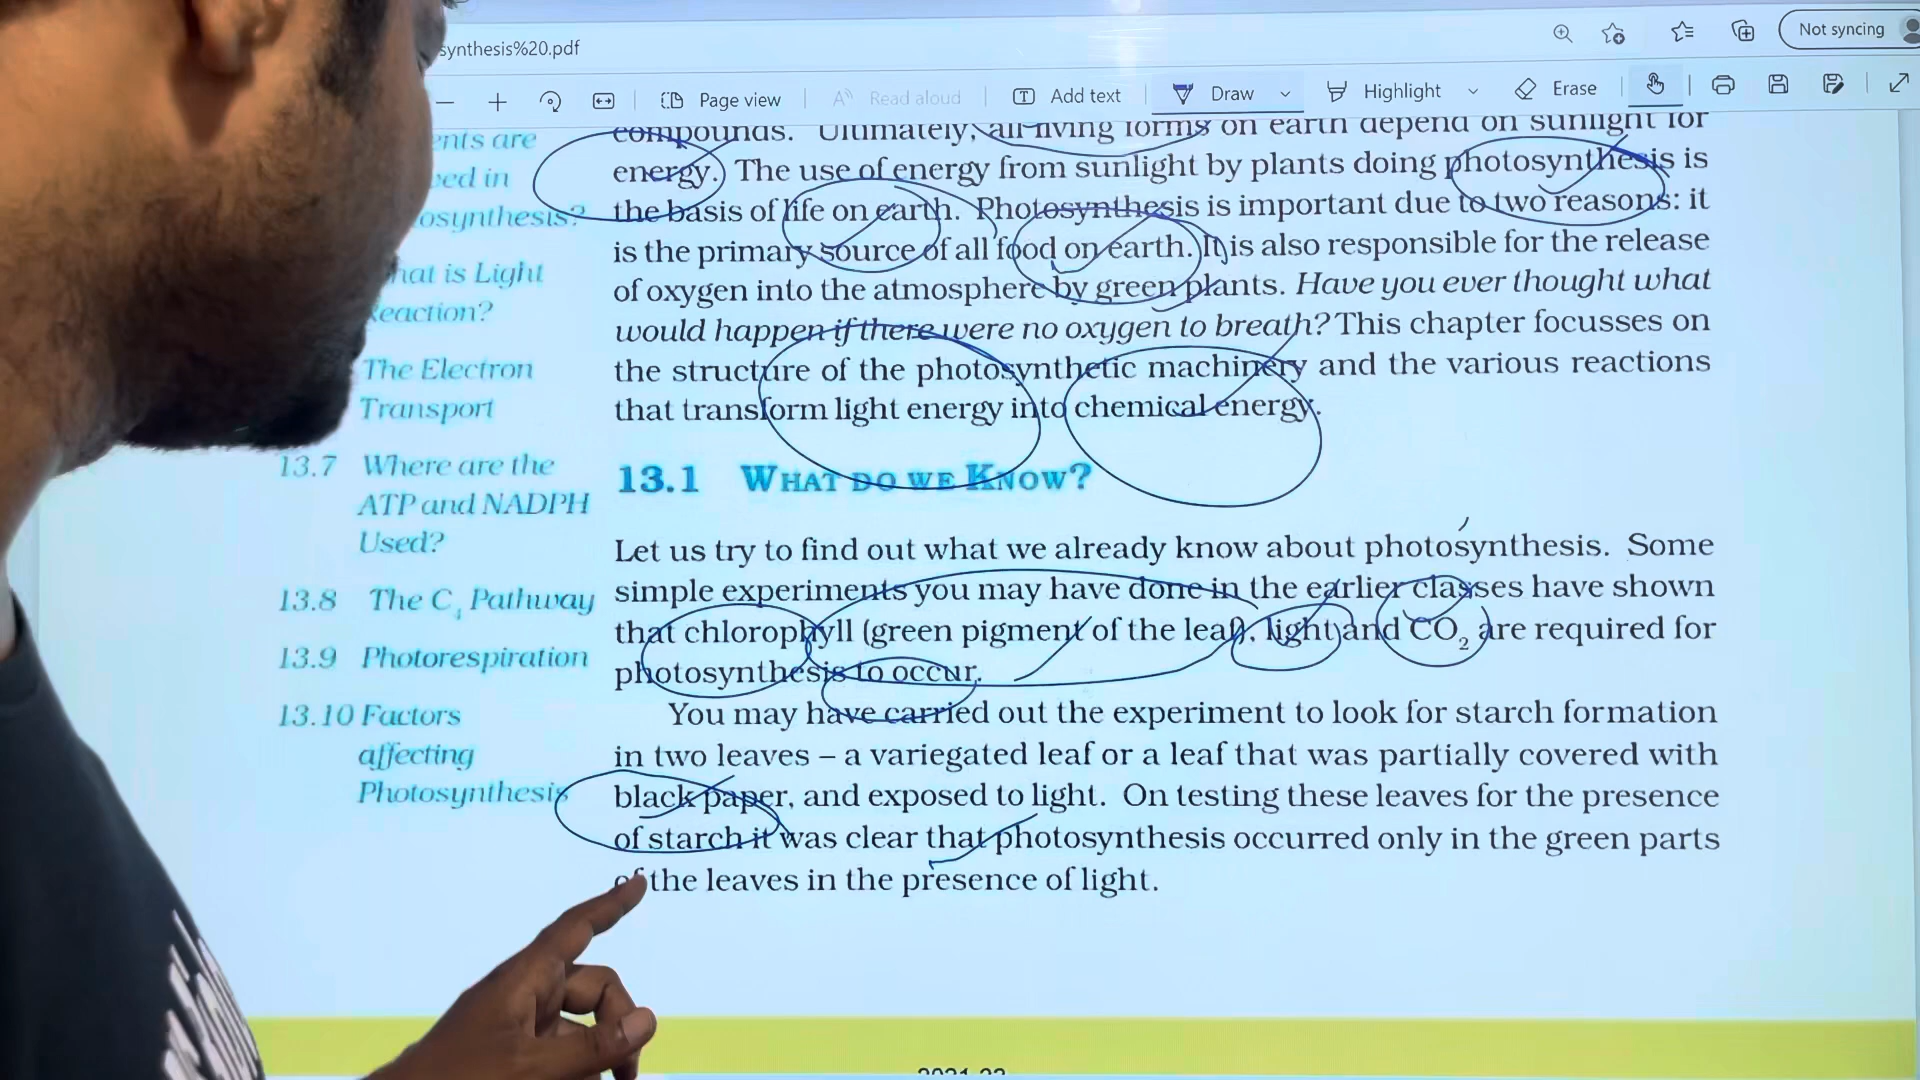 synthesis%20.pdf
Not syncing
Page view
Read aloud
Add text
Draw
Highlight
Erase
compounds. Ultimately, all living forms on earth depend on sunlight for
energy. The use of energy from sunlight by plants doing photosynthesis is
the basis of life on earth. Photosynthesis is important due to two reasons: it
is the primary source of all food on earth. It is also responsible for the release
of oxygen into the atmosphere by green plants. Have you ever thought what
would happen if there were no oxygen to breath? This chapter focusses on
the structure of the photosynthetic machinery and the various reactions
that transform light energy into chemical energy.
ents are
ved in
osynthesis?
hat is Light
Reaction?
The Electron
Transport
13.7 Where are the
ATP and NADPH
Used?
13.8 The C4 Pathway
13.9 Photorespiration
13.10 Factors
affecting
Photosynthesis
13.1 WHAT DO WE KNOW?
Let us try to find out what we already know about photosynthesis. Some
simple experiments you may have done in the earlier classes have shown
that chlorophyll (green pigment of the leaf), light and CO2 are required for
photosynthesis to occur.
You may have carried out the experiment to look for starch formation
in two leaves – a variegated leaf or a leaf that was partially covered with
black paper, and exposed to light. On testing these leaves for the presence
of starch it was clear that photosynthesis occurred only in the green parts
of the leaves in the presence of light.